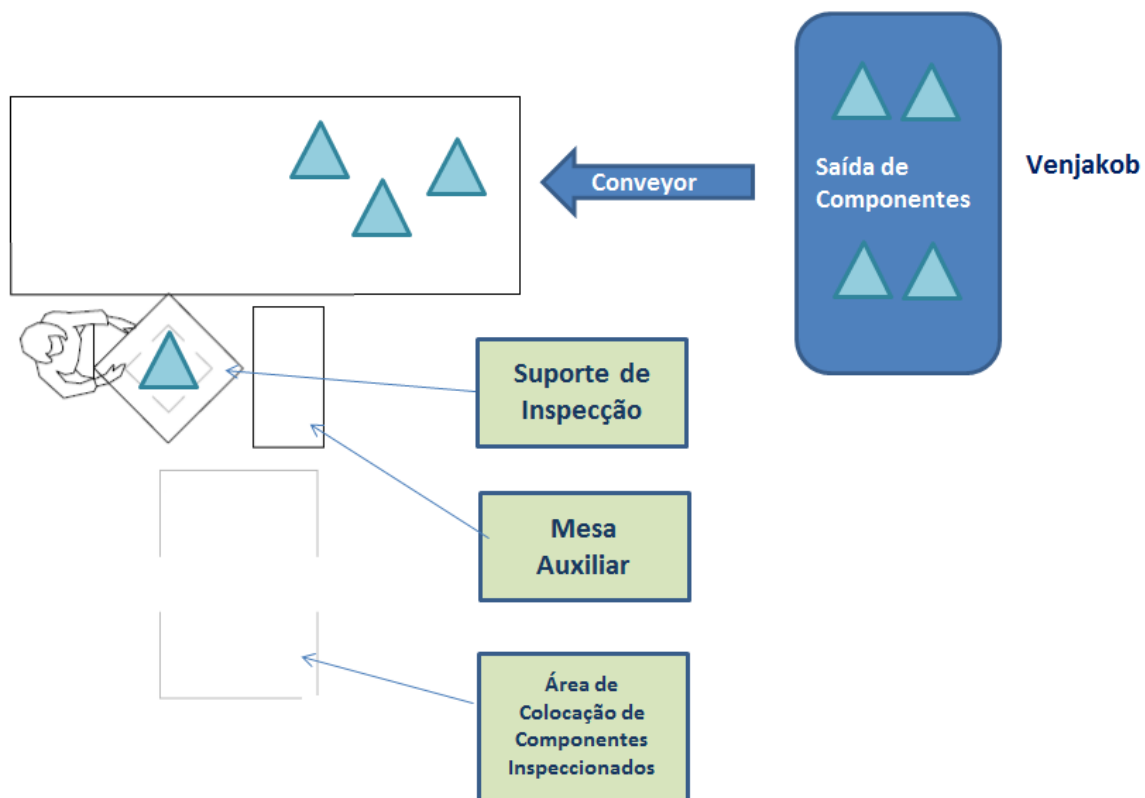 Venjakob
Saída de
Componentes
Conveyor
Suporte de
Inspecção
Mesa
Auxiliar
Área de
Colocação de
Componentes
Inspeccionados